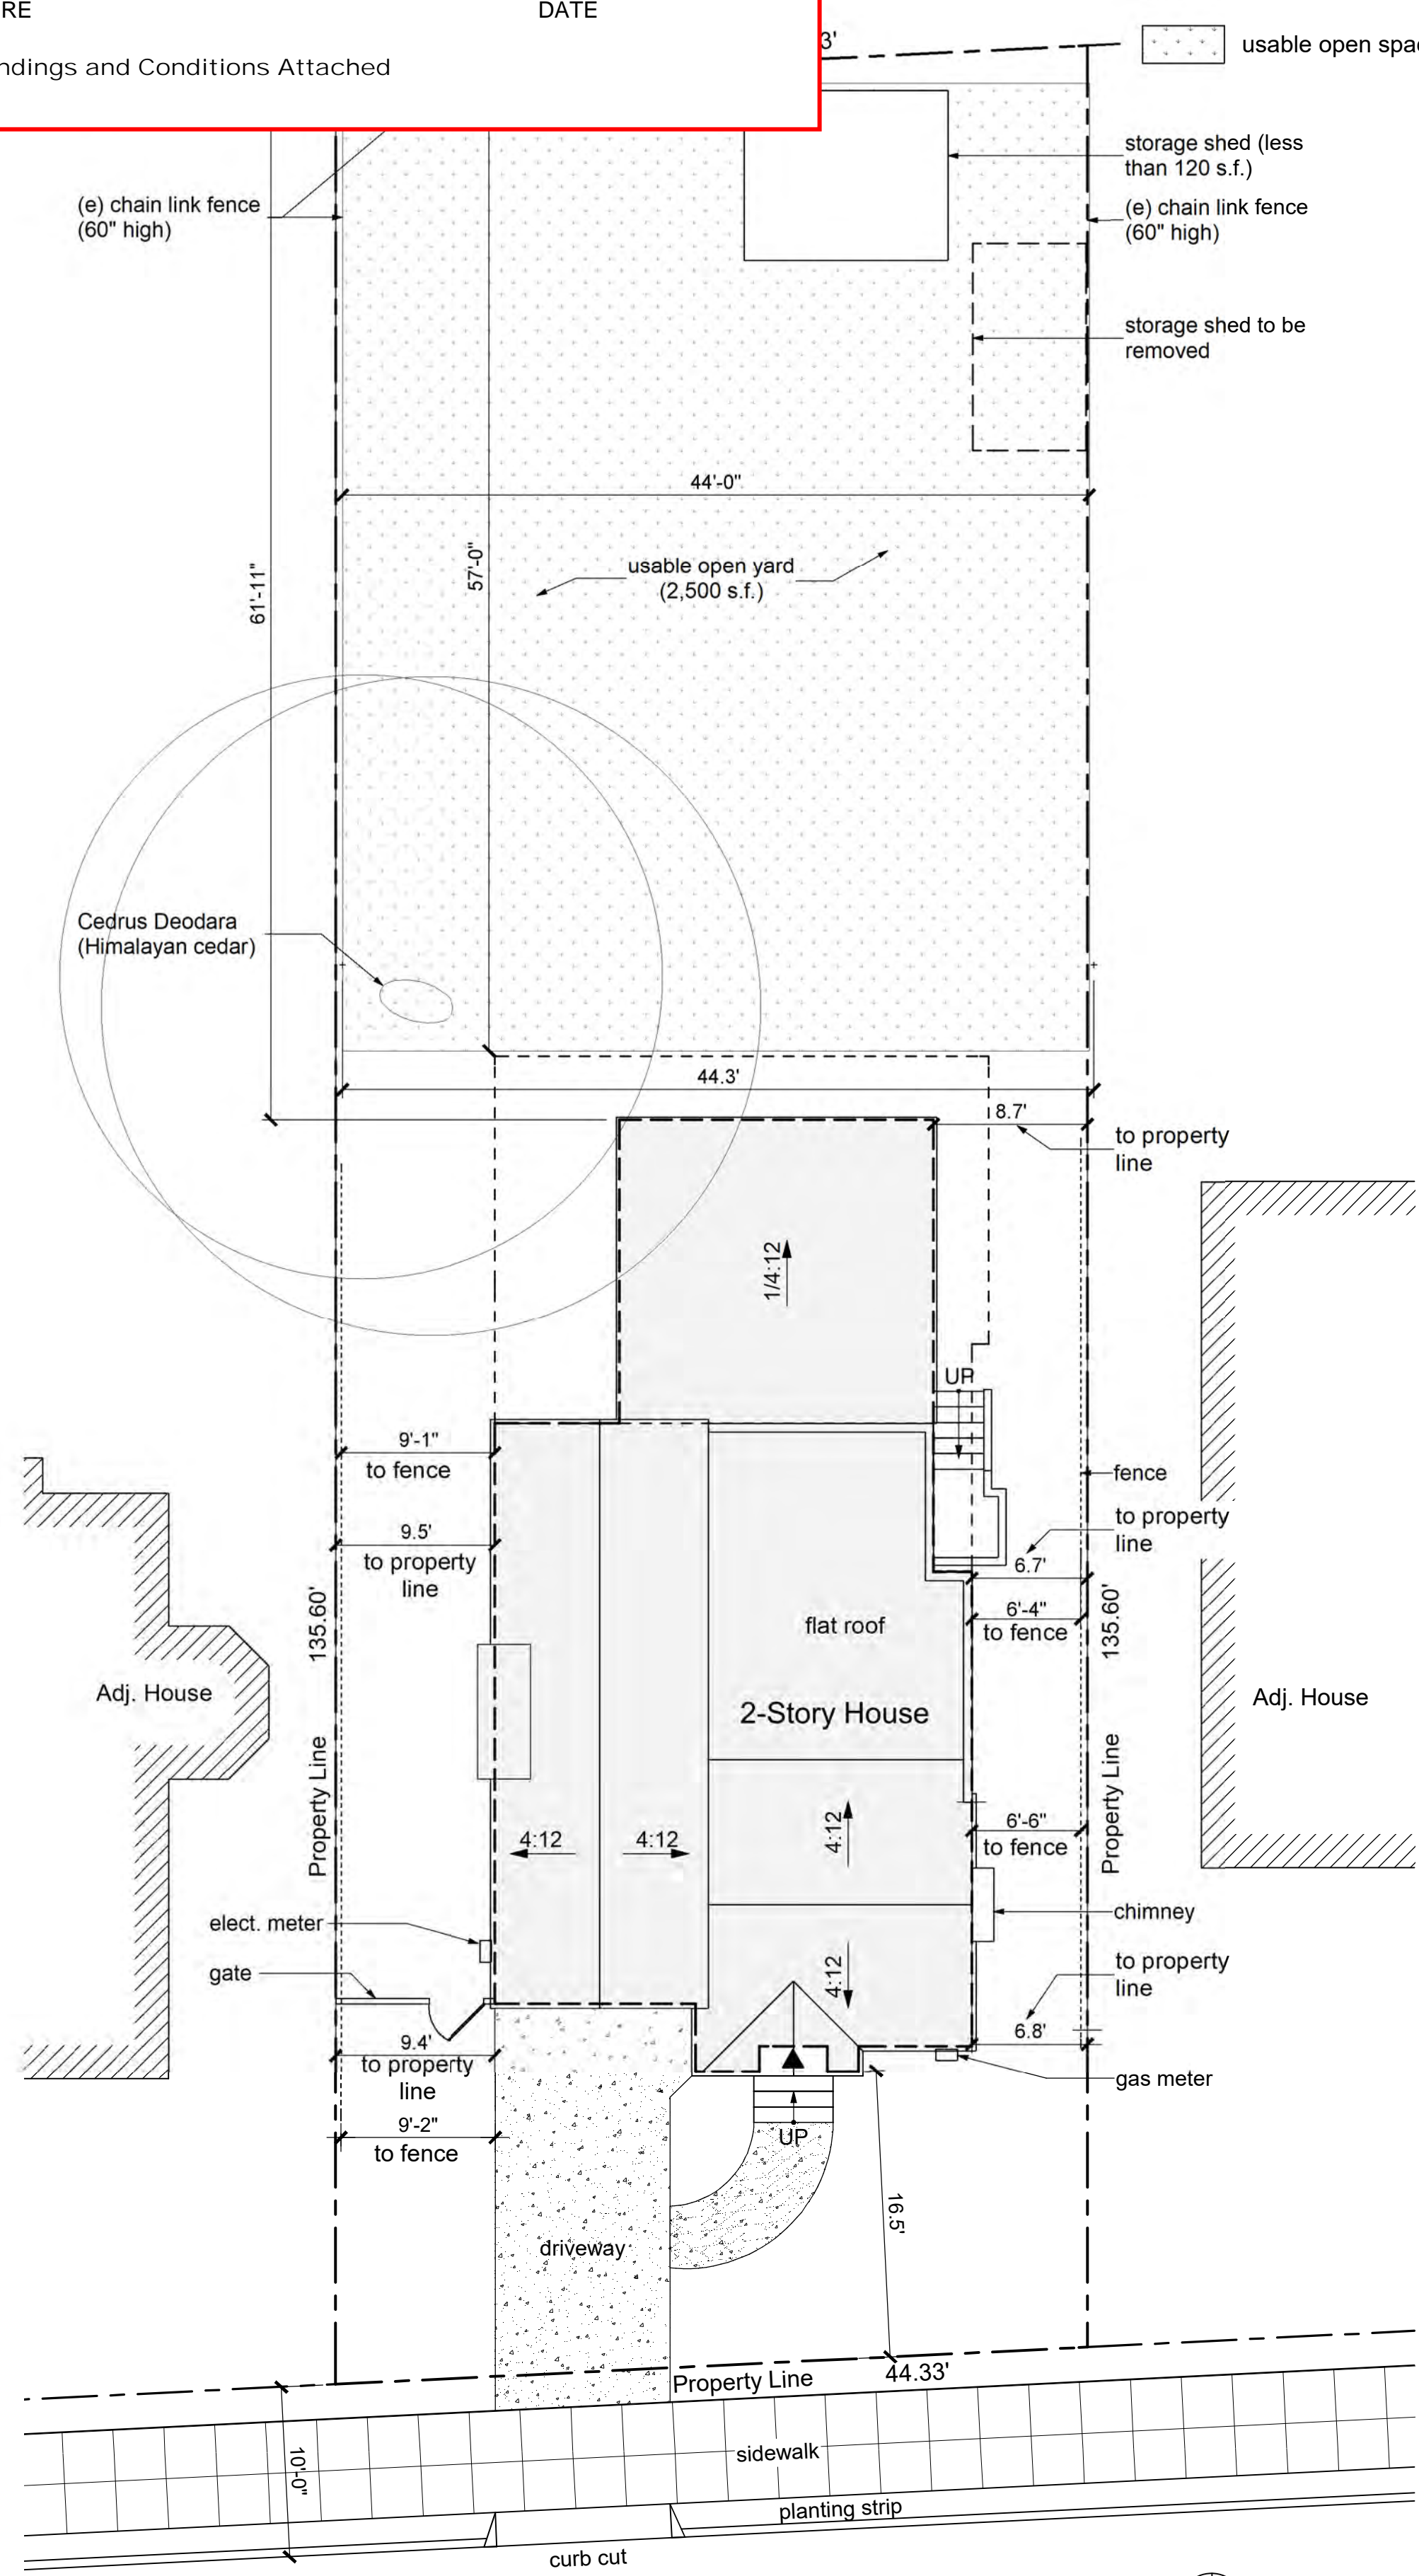 RE
DATE
ndings and Conditions Attached
3'
usable open spa
storage shed (less
than 120 s.f.)
(e) chain link fence
(60" high)
(e) chain link fence
(60" high)
storage shed to be
removed
44'-0"
61'-11"
57'-0"
usable open yard
(2,500 s.f.)
Cedrus Deodara
(Himalayan cedar)
44.3'
8.7'
to property
line
1/4:12
UP
9'-1"
to fence
fence
9.5'
to property
line
to property
line
6.7'
135.60'
6'-4"
to fence
135.60'
flat roof
Adj. House
2-Story House
Adj. House
Property Line
Property Line
4:12
4:12
4:12
6'-6"
to fence
elect. meter
chimney
gate
4:12
to property
line
9.4'
to property
line
6.8'
gas meter
9'-2"
to fence
UP
16.5'
driveway
Property Line
44.33'
10'-0"
sidewalk
planting strip
curb cut